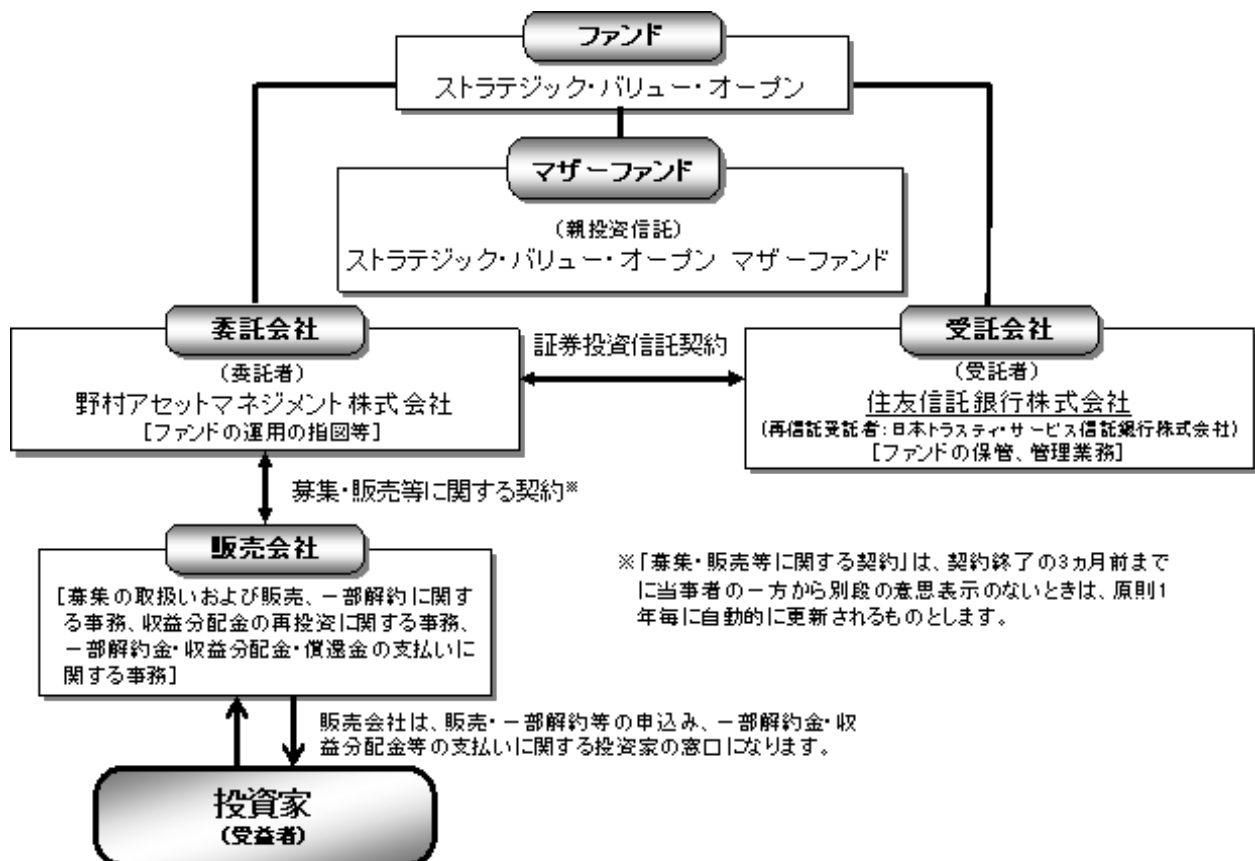 ファンド
ストラテジック・バリュー・オープン
マザーファンド
（親投資信託）
ストラテジック・バリュー・オープン マザーファンド
委託会社
（委託者）
野村アセットマネジメント株式会社
［ファンドの運用の指図等］
証券投資信託契約
受託会社
（受託者）
住友信託銀行株式会社
（再信託受託者：日本トラスティ・サービス信託銀行株式会社）
［ファンドの保管、管理業務］
募集・販売等に関する契約※
販売会社
［募集の取扱いおよび販売、一部解約に関す
る事務、収益分配金の再投資に関する事務、
一部解約金・収益分配金・償還金の支払いに
関する事務］
※「募集・販売等に関する契約」は、契約終了の3ヵ月前まで
に当事者の一方から別段の意思表示のないときは、原則1
年毎に自動的に更新されるものとします。
販売会社は、販売・一部解約等の申込み、一部解約金・収
益分配金等の支払いに関する投資家の窓口になります。
投資家
（受益者）